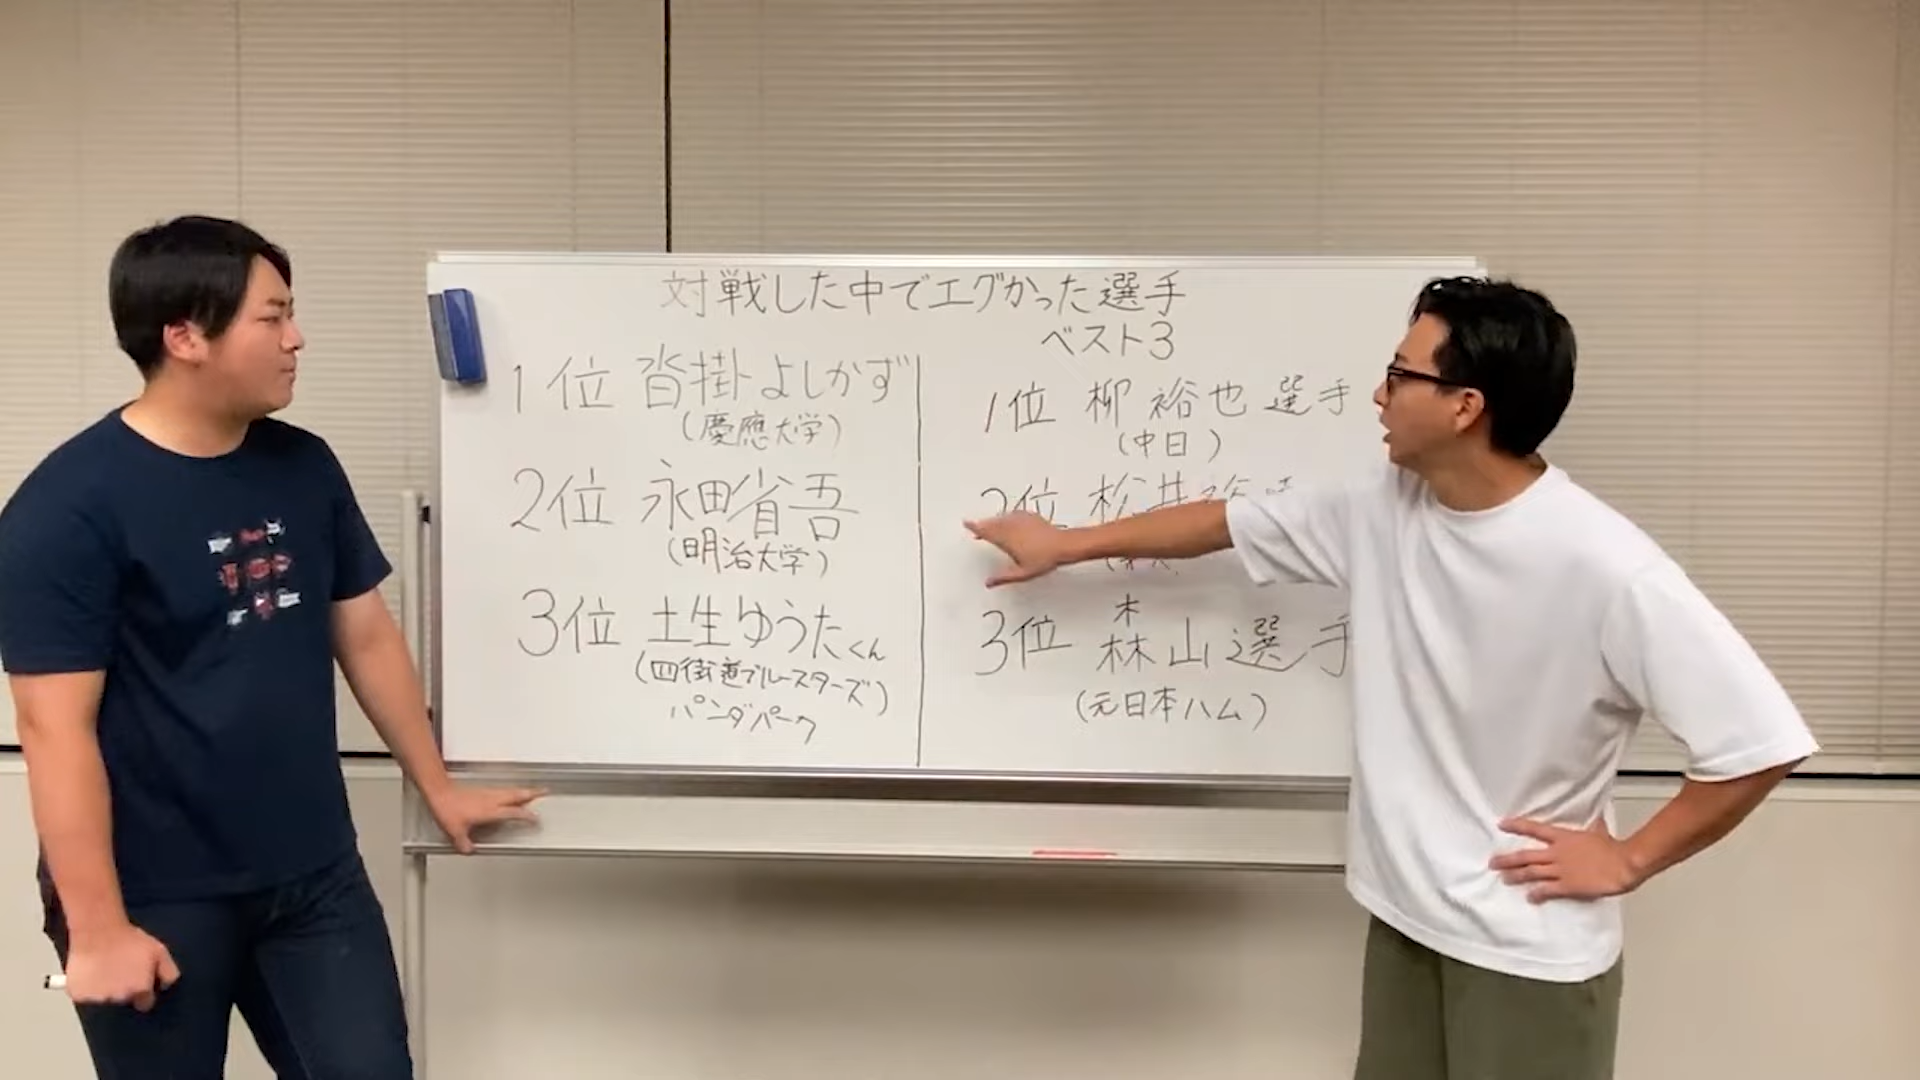 対戦した中でエグかった選手
ベスト3
1位 沓掛よしかず
(慶應大学)
2位 永田省吾
(明治大学)
3位 土生ゆうたくん
(四街道ブルースターズ)
パンダパーク
1位 柳裕也選手
(中日)
2位 松井裕
3位 森山選手
(元日本ハム)